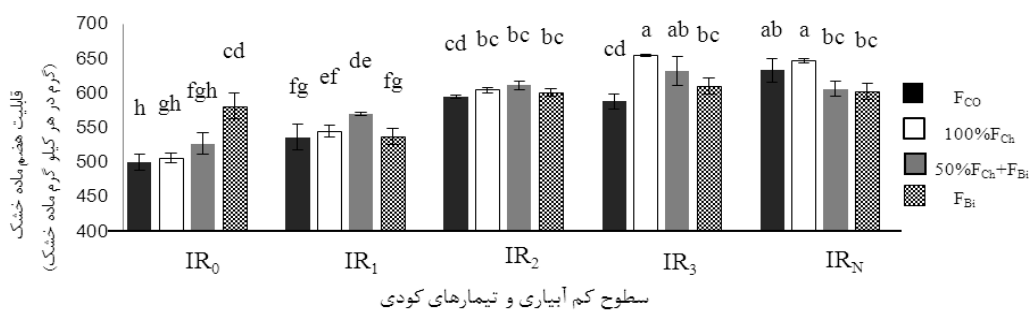 قابلیت هضم ماده خشک
(گرم در هر کیلو گرم ماده خشک)
700
650
600
550
500
450
400
h gh fgh cd
fg ef de fg
cd bc bc bc
cd a ab bc
ab a bc bc
IR0 IR1 IR2 IR3 IRN
سطوح کم آبیاری و تیمارهای کودی
FCO
100%FCh
50%FCh+FBi
FBi